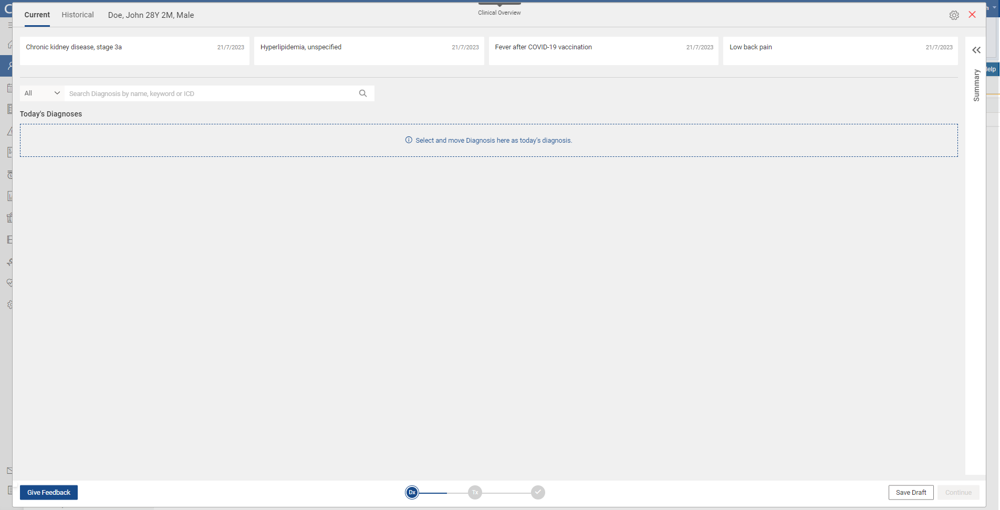 Clinical Overview
Current Historical Doe, John 28Y 2M, Male
Chronic kidney disease, stage 3a 21/7/2023
Hyperlipidemia, unspecified 21/7/2023
Fever after COVID-19 vaccination 21/7/2023
Low back pain 21/7/2023
Summary
All Search Diagnosis by name, keyword or ICD
Today's Diagnoses
Select and move Diagnosis here as today's diagnosis.
Give Feedback
Dx
Tx
Save Draft
Continue